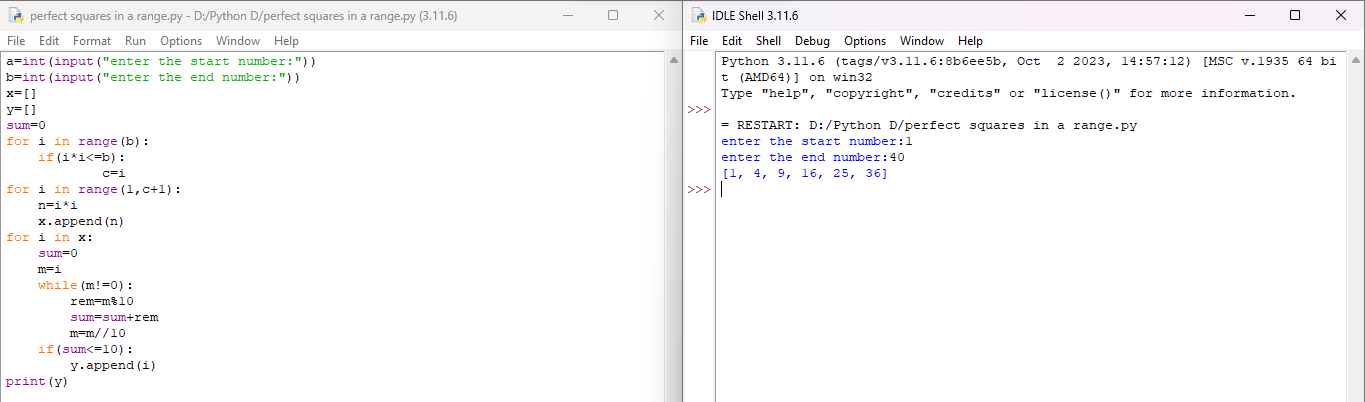 perfect squares in a range.py - D:/Python D/perfect squares in a range.py (3.11.6)
File Edit Format Run Options Window Help
a=int(input("enter the start number:"))
b=int(input("enter the end number:"))
x=[]
y=[]
sum=0
for i in range(b):
    if(i*i<=b):
            c=i
for i in range(1,c+1):
    n=i*i
    x.append(n)
for i in x:
    sum=0
    m=i
    while(m!=0):
        rem=m%10
        sum=sum+rem
        m=m//10
    if(sum<=10):
        y.append(i)
print(y)
IDLE Shell 3.11.6
File Edit Shell Debug Options Window Help
Python 3.11.6 (tags/v3.11.6:8b6ee5b, Oct  2 2023, 14:57:12) [MSC v.1935 64 bi
t (AMD64)] on win32
Type "help", "copyright", "credits" or "license()" for more information.
>>>
= RESTART: D:/Python D/perfect squares in a range.py
enter the start number:1
enter the end number:40
[1, 4, 9, 16, 25, 36]
>>>